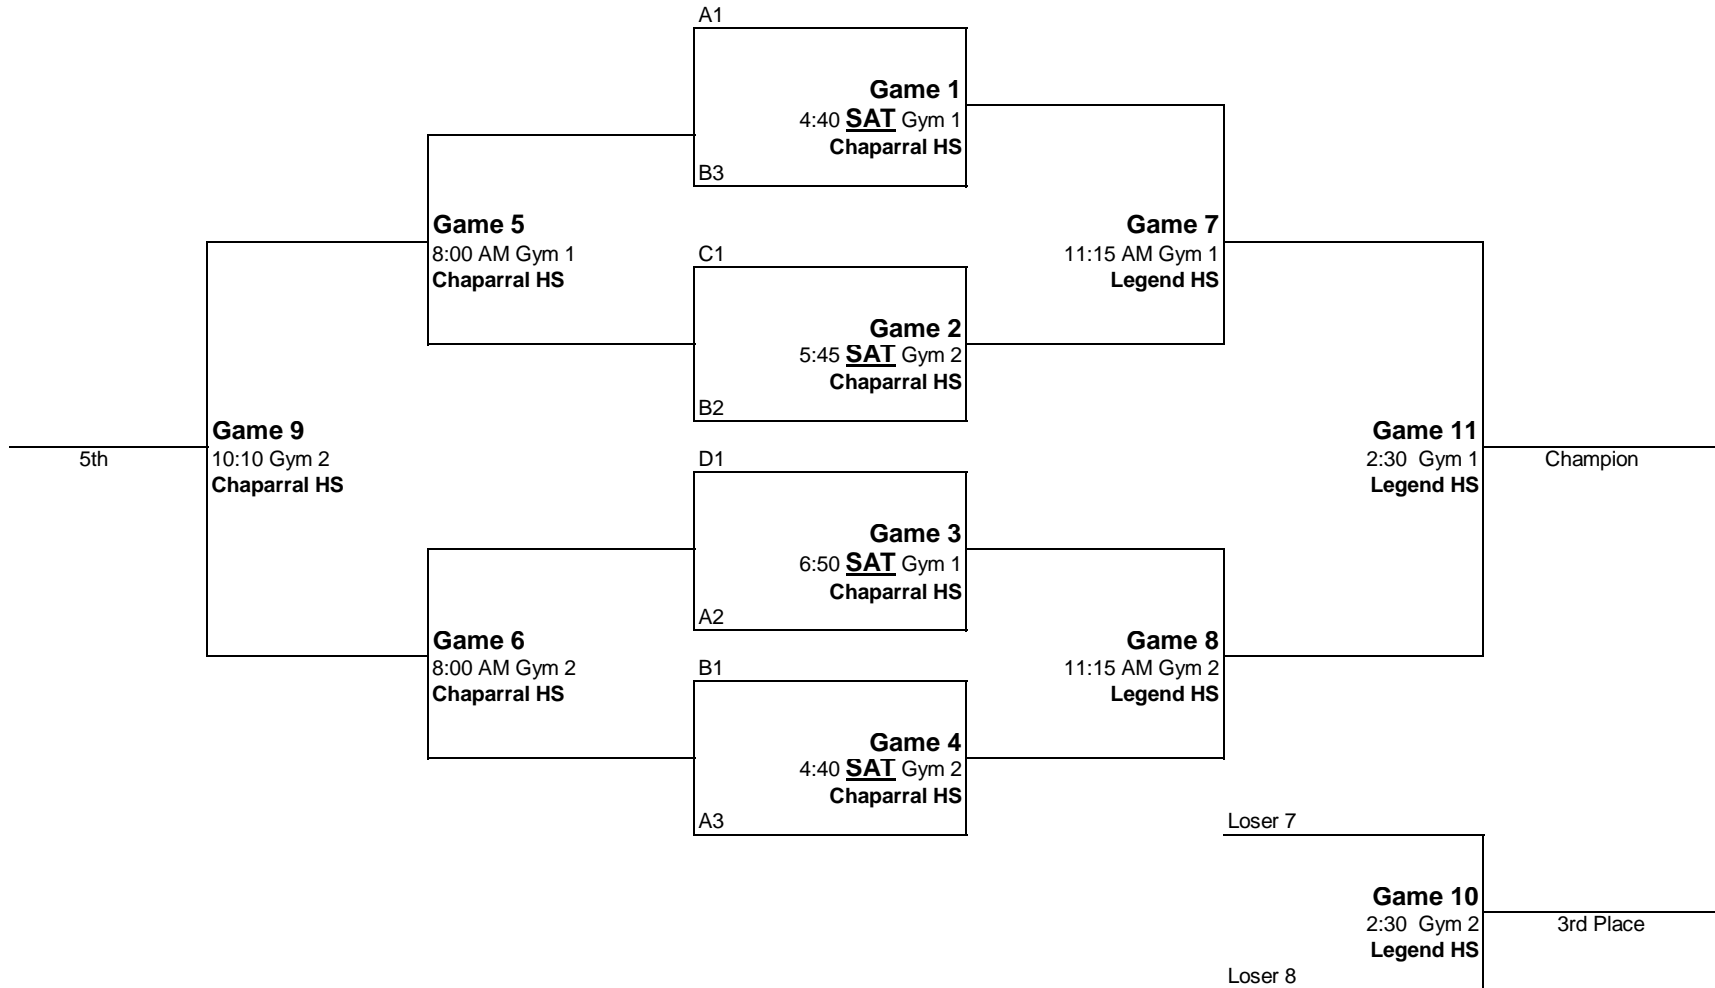 A1
Game 1
4:40 SAT Gym 1
Chaparral HS
B3
Game 5
8:00 AM Gym 1
Chaparral HS
Game 7
11:15 AM Gym 1
Legend HS
C1
Game 2
5:45 SAT Gym 2
Chaparral HS
B2
Game 9
10:10 Gym 2
Chaparral HS
5th
Game 11
2:30 Gym 1
Legend HS
Champion
D1
Game 3
6:50 SAT Gym 1
Chaparral HS
A2
Game 6
8:00 AM Gym 2
Chaparral HS
Game 8
11:15 AM Gym 2
Legend HS
B1
Game 4
4:40 SAT Gym 2
Chaparral HS
A3
Loser 7
Game 10
2:30 Gym 2
Legend HS
3rd Place
Loser 8